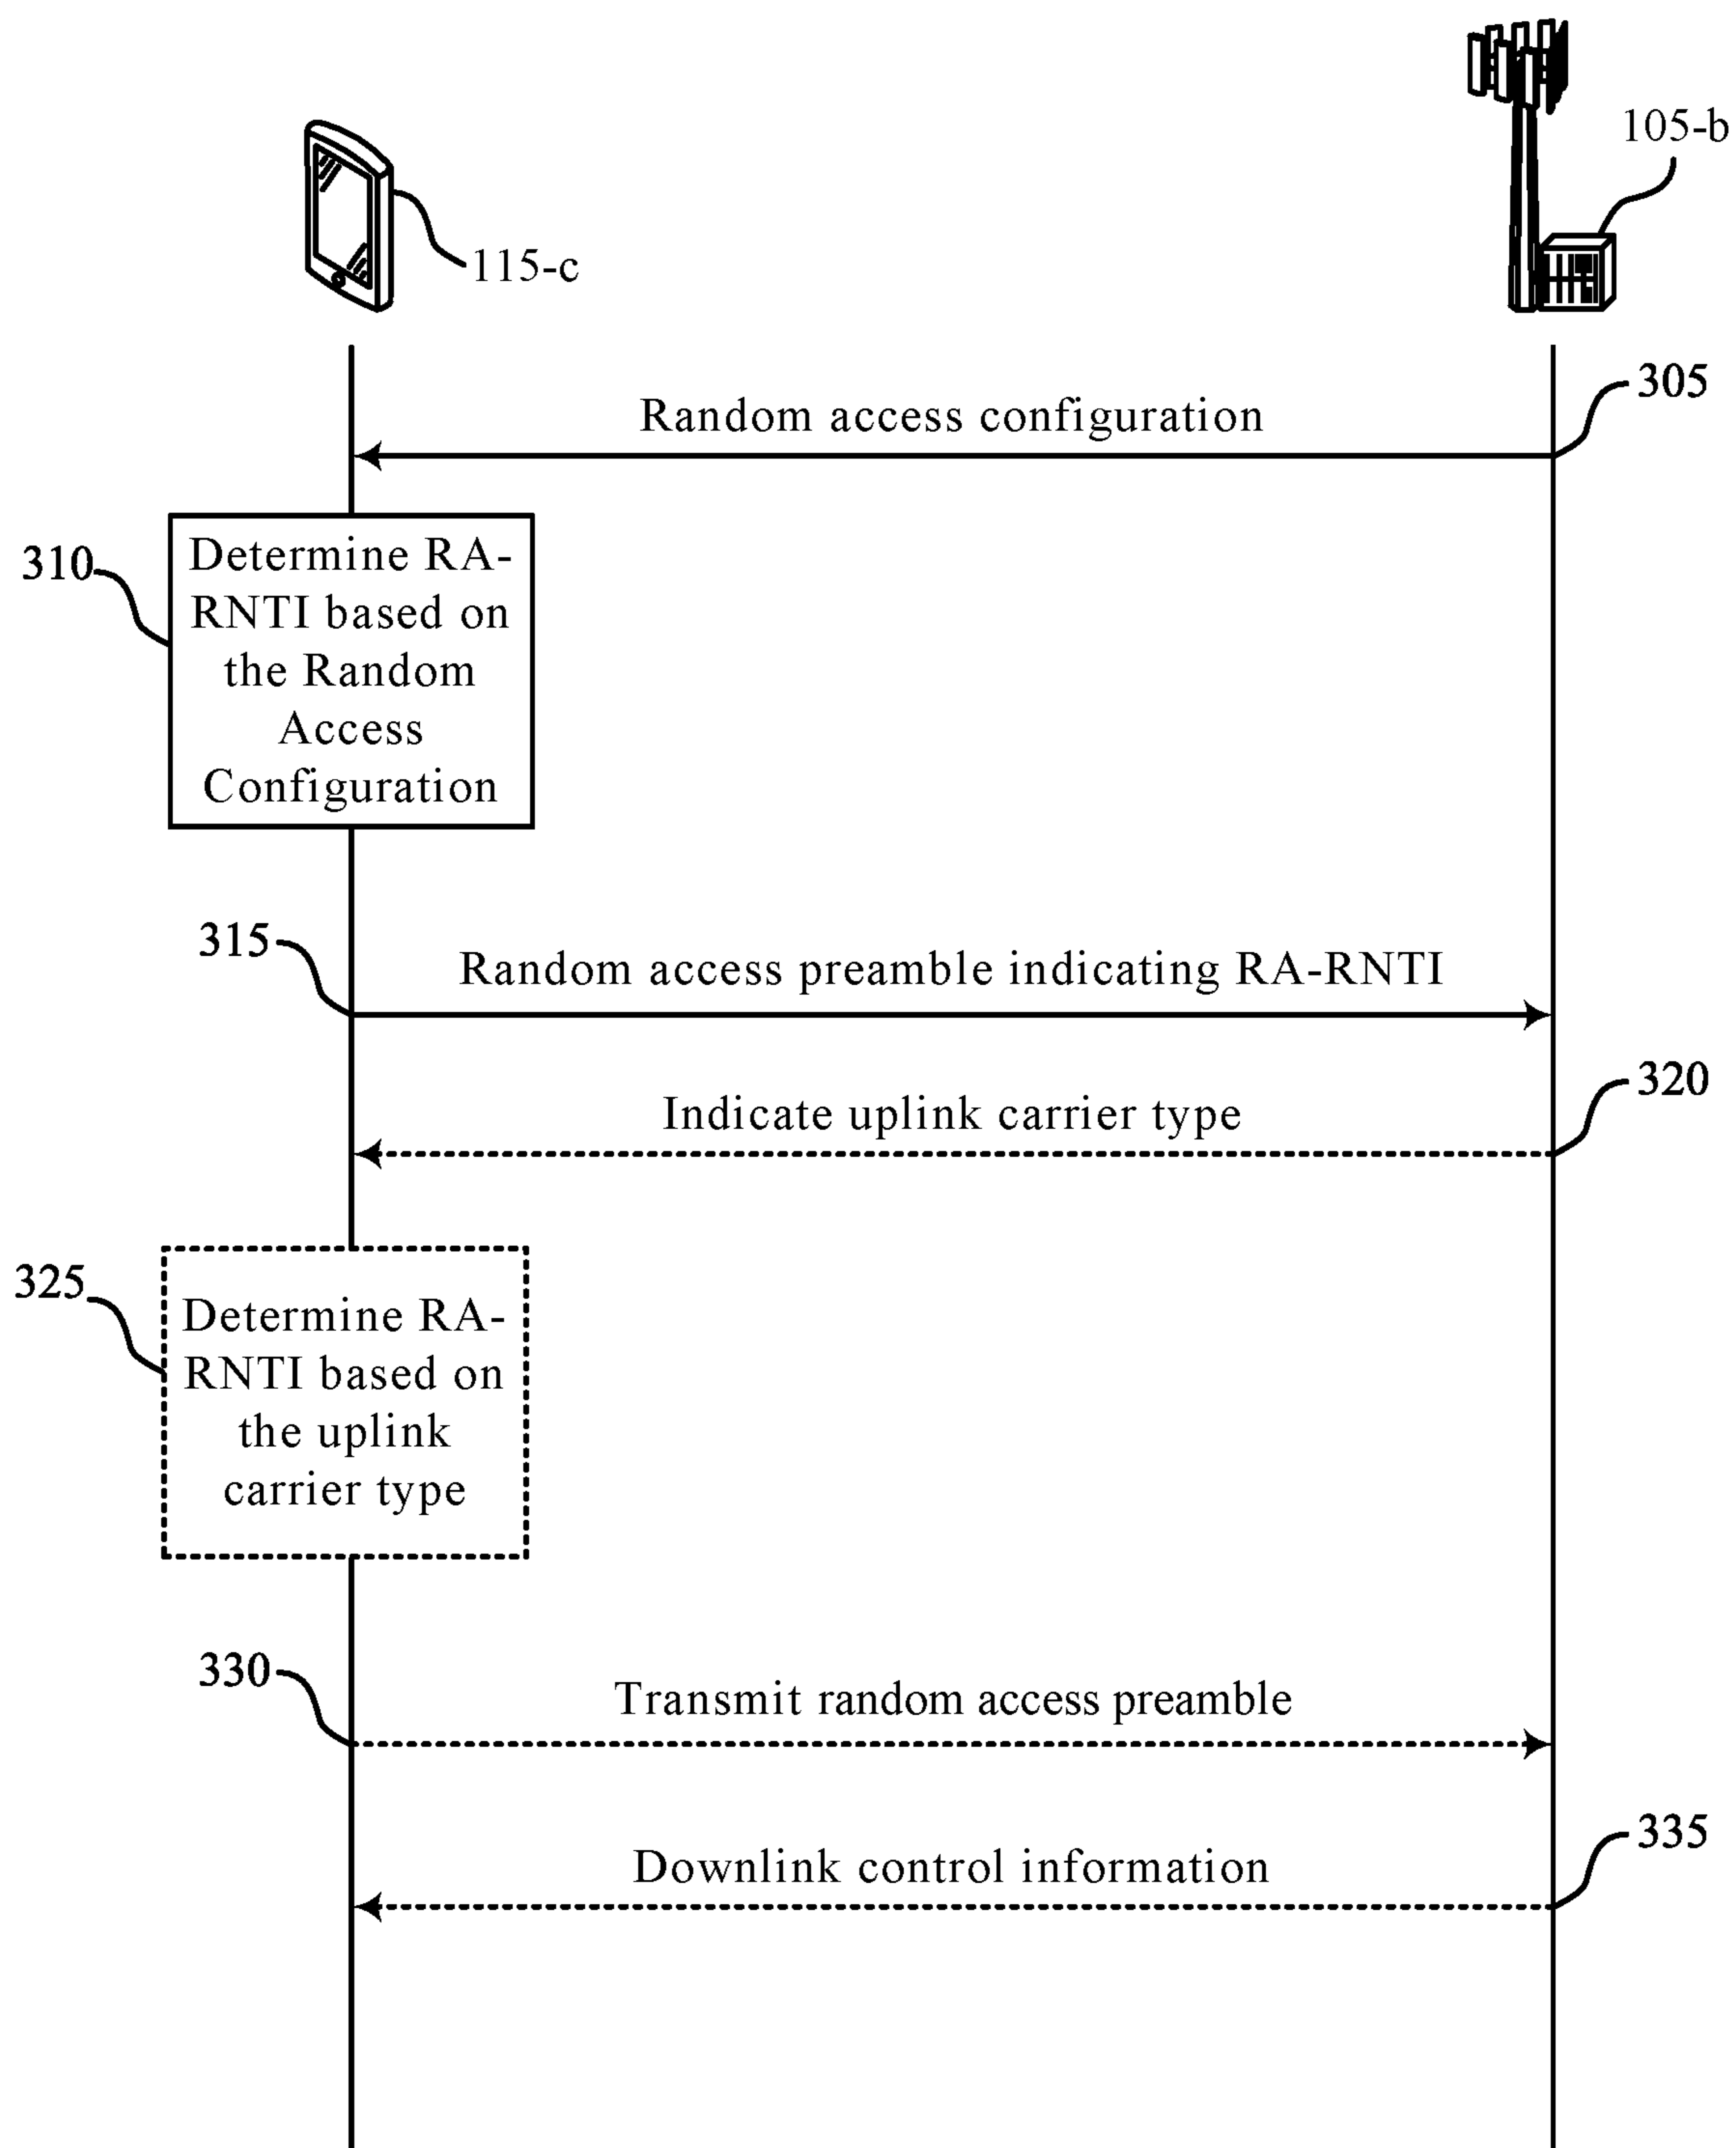 105-b
115-c
305
Random access configuration
310
Determine RA-
RNTI based on
the Random
Access
Configuration
315
Random access preamble indicating RA-RNTI
320
Indicate uplink carrier type
325
Determine RA-
RNTI based on
the uplink
carrier type
330
Transmit random access preamble
335
Downlink control information